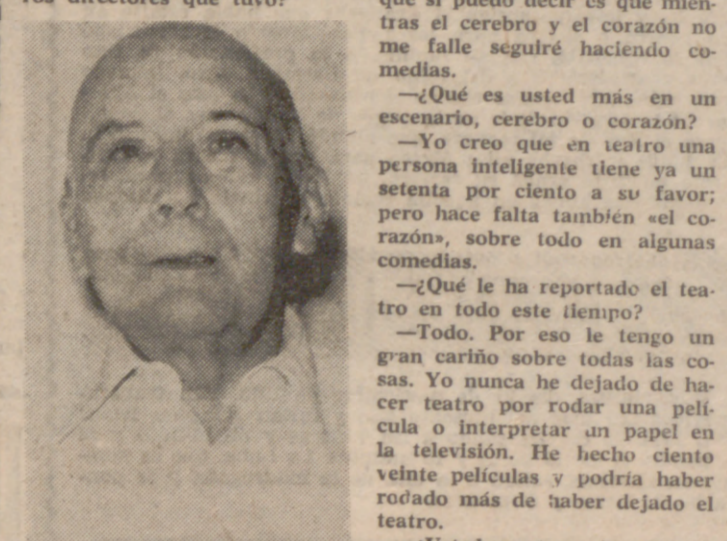 ros directores que tuvo?
que sí puedo decir es que mien-
tras el cerebro y el corazón no
me falle seguiré haciendo co-
medias.
—¿Qué es usted más en un
escenario, cerebro o corazón?
—Yo creo que en teatro una
persona inteligente tiene ya un
setenta por ciento a su favor;
pero hace falta también «el co-
razón», sobre todo en algunas
comedias.
—¿Qué le ha reportado el tea-
tro en todo este tiempo?
—Todo. Por eso le tengo un
gran cariño sobre todas las co-
sas. Yo nunca he dejado de ha-
cer teatro por rodar una pelí-
cula o interpretar un papel en
la televisión. He hecho ciento
veinte películas y podría haber
rodado más de haber dejado el
teatro.